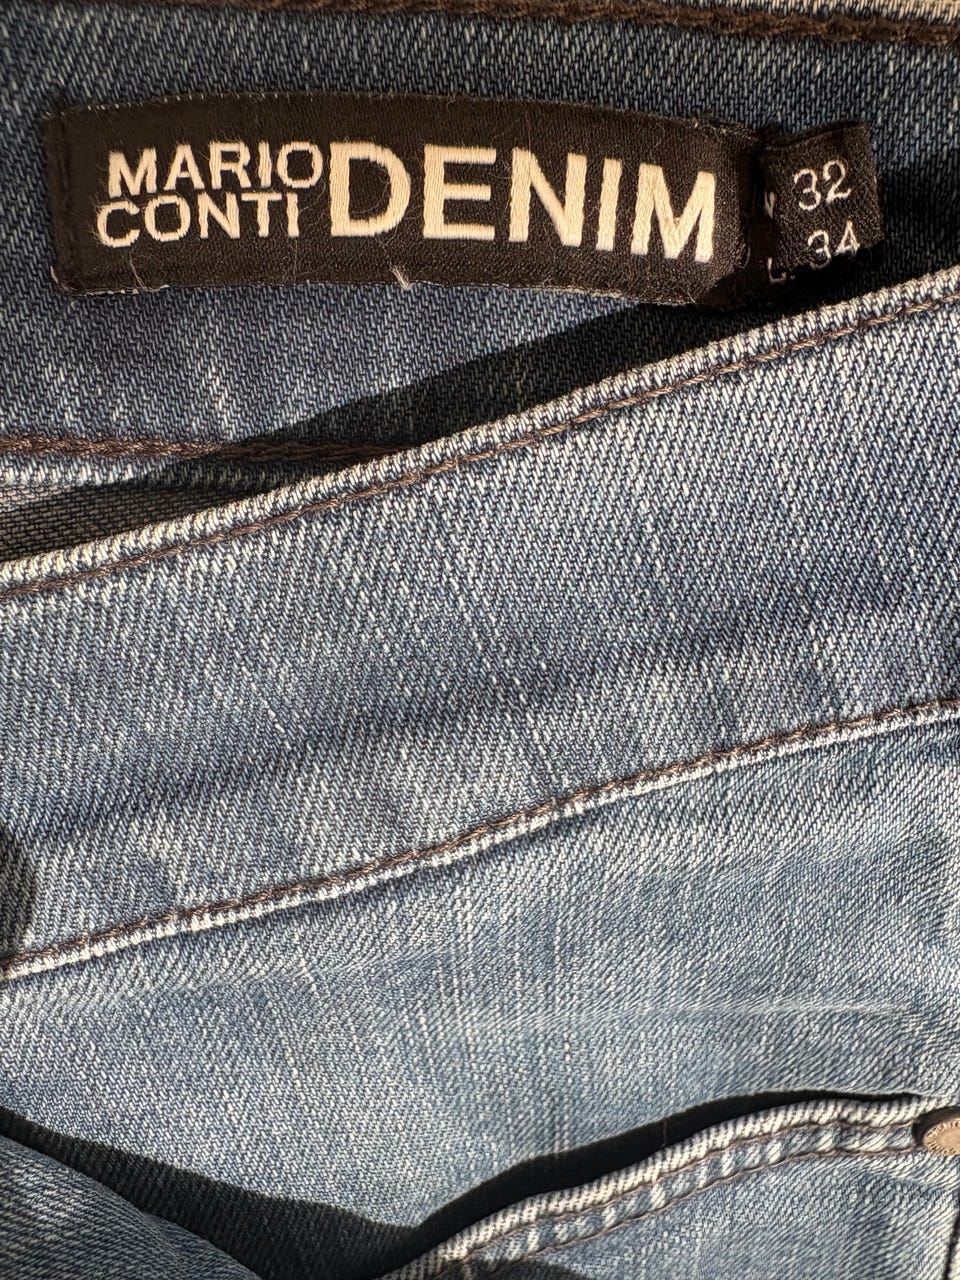 MARIO
CONTI
DENIM
W 32
L 34